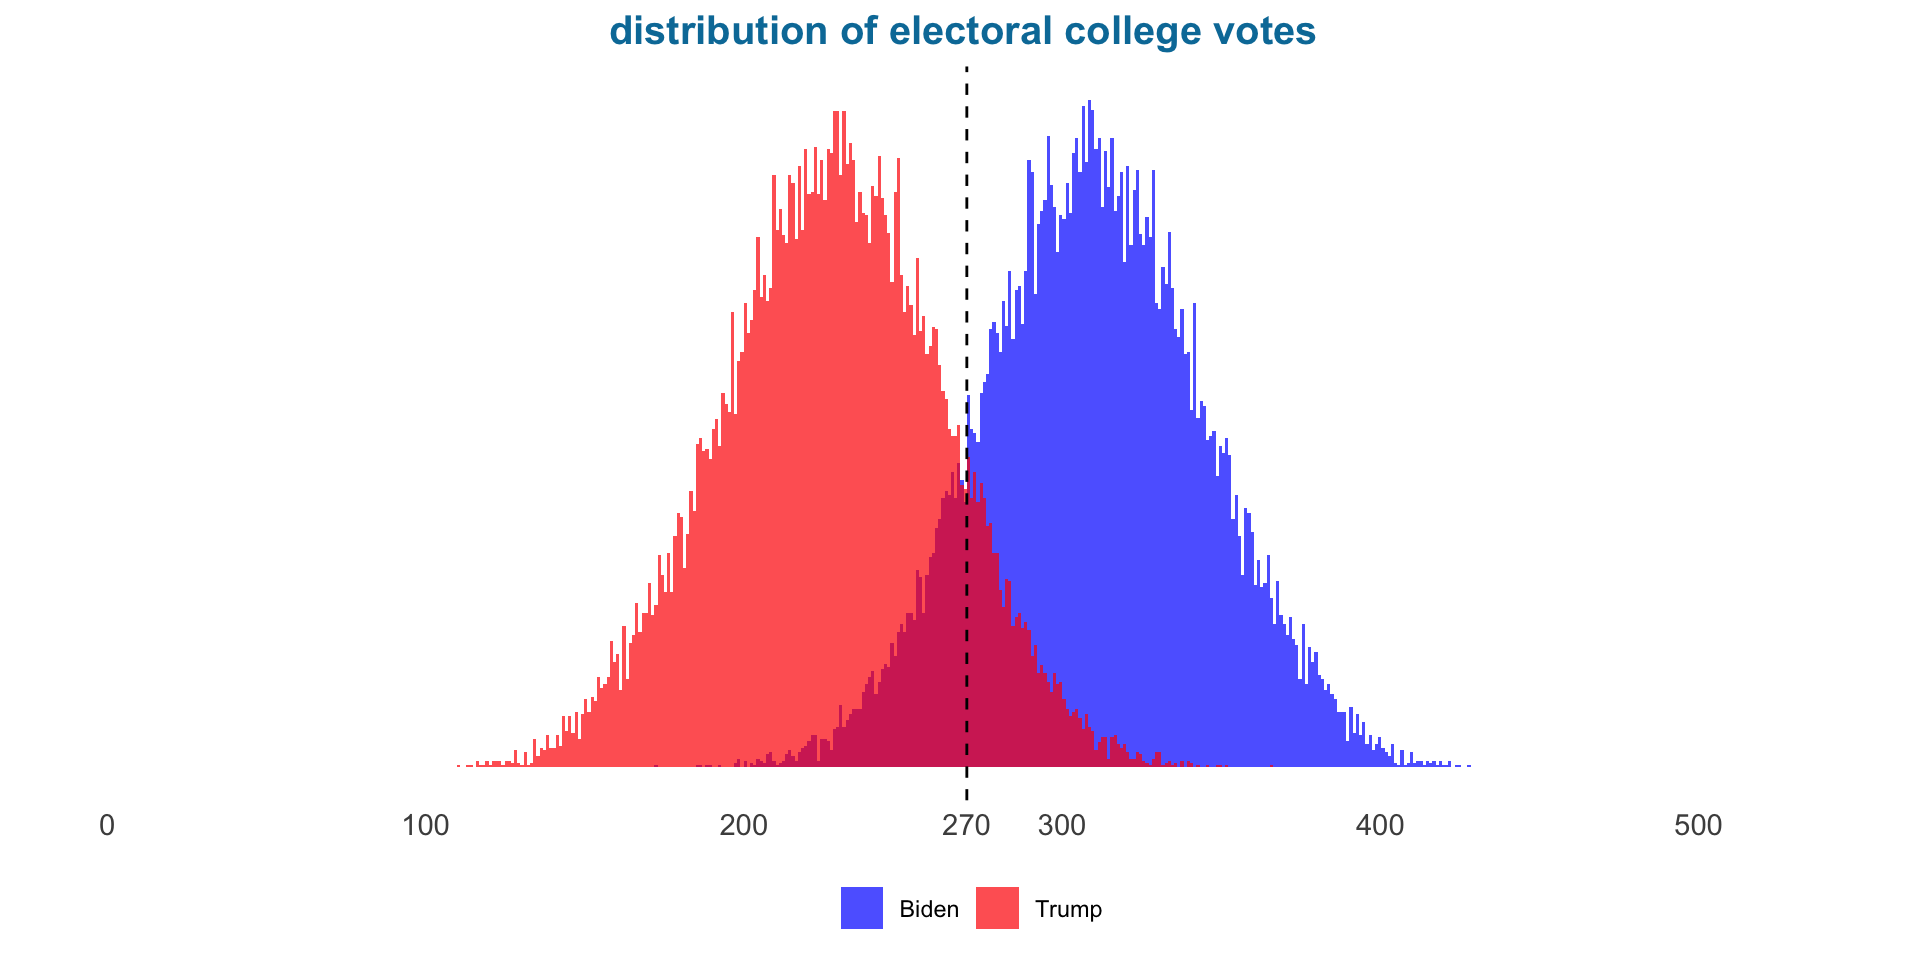 distribution of electoral college votes
0 100 200 270 300 400 500
Biden Trump